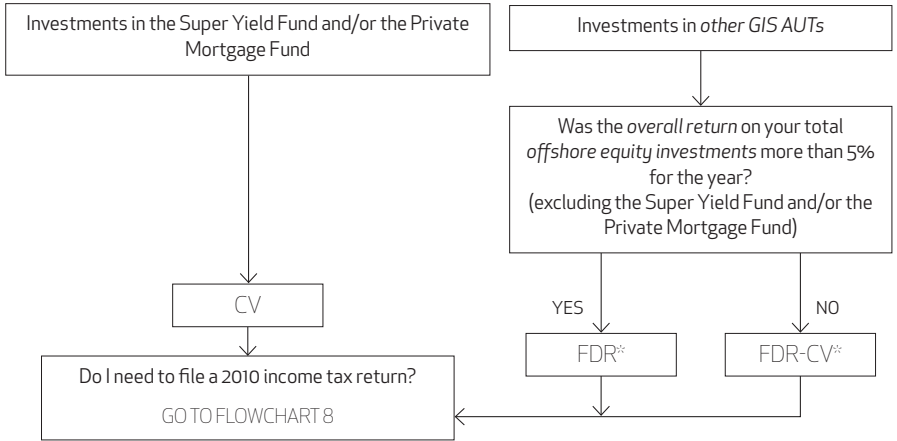 Investments in the Super Yield Fund and/or the Private
Mortgage Fund
Investments in other GIS AUTs
Was the overall return on your total
offshore equity investments more than 5%
for the year?
(excluding the Super Yield Fund and/or the
Private Mortgage Fund)
CV
YES
NO
FDR*
FDR-CV*
Do I need to file a 2010 income tax return?
GO TO FLOWCHART 8